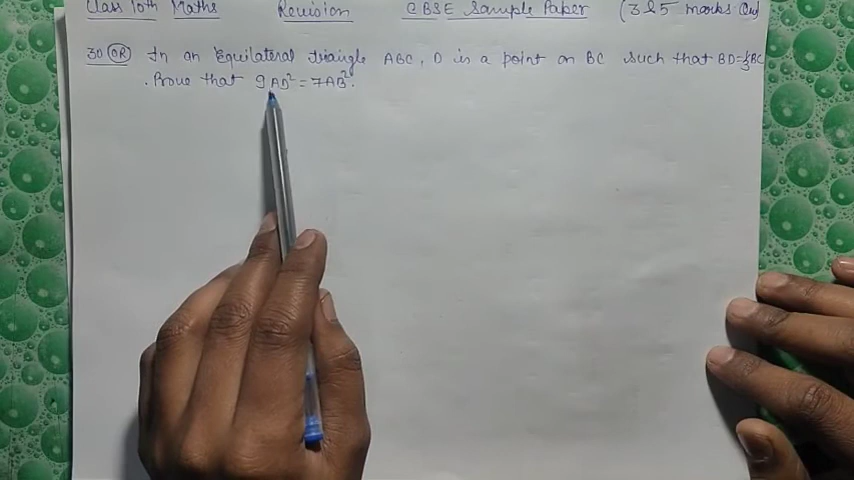 Class 10th Maths Revision CBSE Sample Paper (3 & 5 marks Qu)
30 OR In an Equilateral triangle ABC, D is a point on BC such that BD=⅓BC
. Prove that 9AD²=7AB².